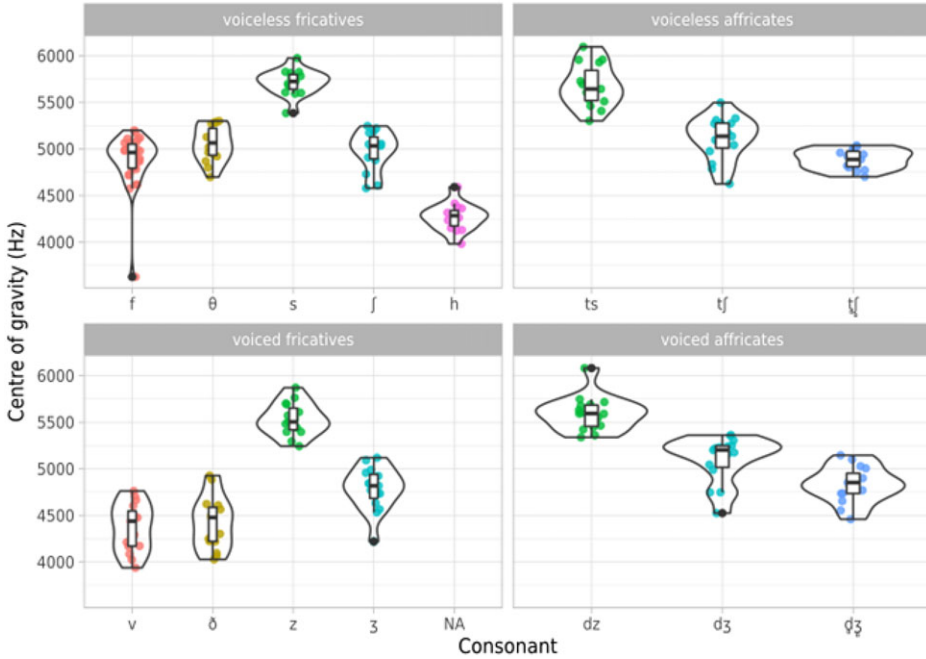 voiceless fricatives
voiceless affricates
6000
5500
5000
4500
4000
f θ s ʃ h
ts tʃ t̠ʃ̠
voiced fricatives
voiced affricates
6000
5500
5000
4500
4000
v ð z ʒ NA
dz dʒ d̠ʒ̠
Centre of gravity (Hz)
Consonant